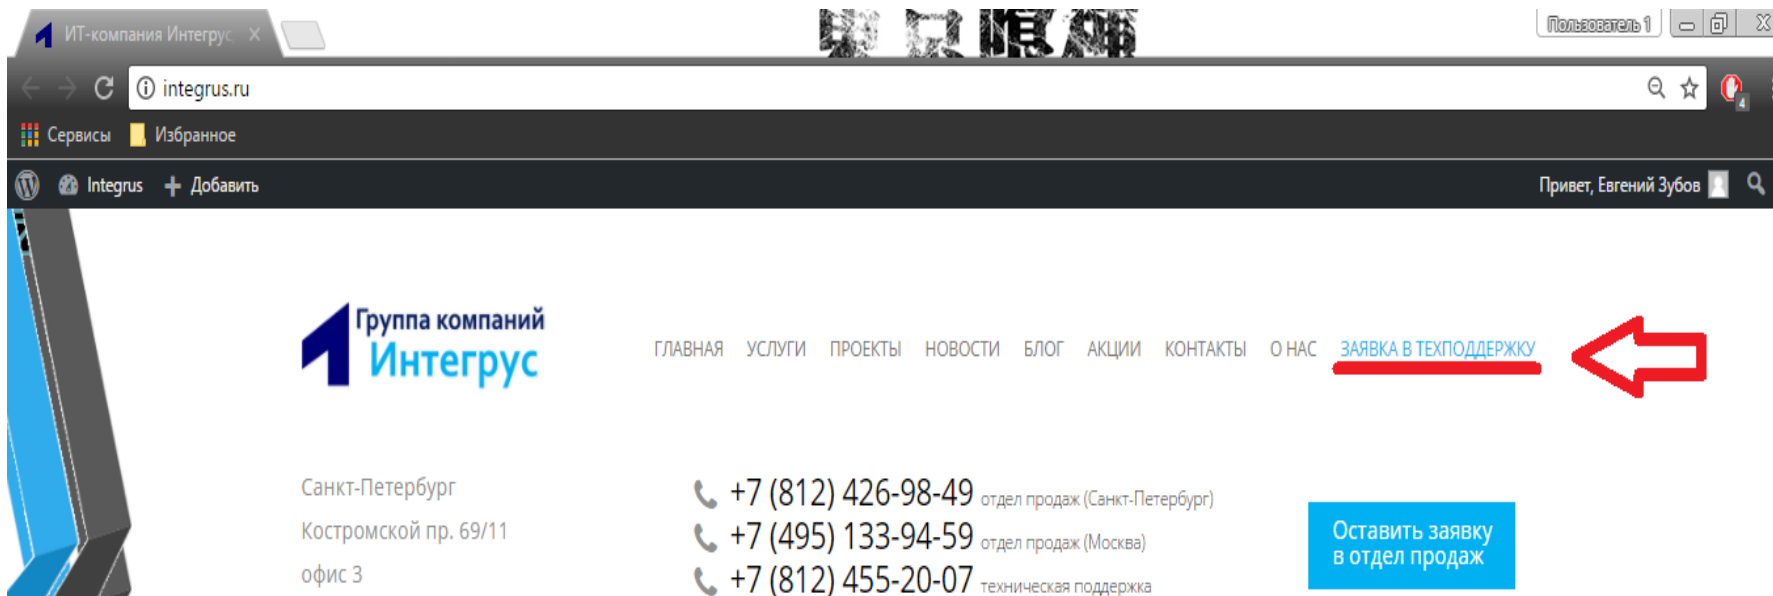 ИТ-компания Интегрус,
Пользователь 1
integrus.ru
4
Сервисы Избранное
Integrus Добавить
Привет, Евгений Зубов
Группа компаний
Интегрус
ГЛАВНАЯ УСЛУГИ ПРОЕКТЫ НОВОСТИ БЛОГ АКЦИИ КОНТАКТЫ О НАС ЗАЯВКА В ТЕХПОДДЕРЖКУ
Санкт-Петербург
Костромской пр. 69/11
офис 3
+7 (812) 426-98-49 отдел продаж (Санкт-Петербург)
+7 (495) 133-94-59 отдел продаж (Москва)
+7 (812) 455-20-07 техническая поддержка
Оставить заявку
в отдел продаж